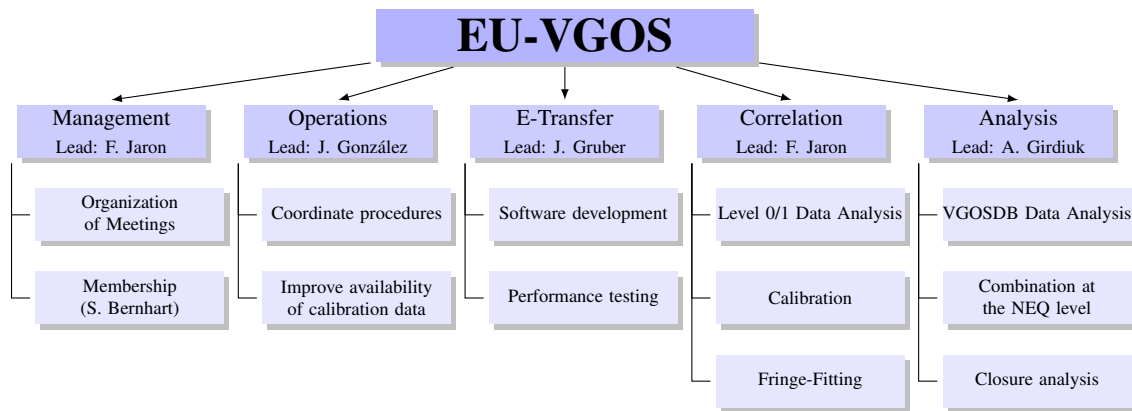 EU-VGOS
Management
Lead: F. Jaron
Operations
Lead: J. González
E-Transfer
Lead: J. Gruber
Correlation
Lead: F. Jaron
Analysis
Lead: A. Girdiuk
Organization
of Meetings
Membership
(S. Bernhart)
Coordinate procedures
Improve availability
of calibration data
Software development
Performance testing
Level 0/1 Data Analysis
Calibration
Fringe-Fitting
VGOSDB Data Analysis
Combination at
the NEQ level
Closure analysis